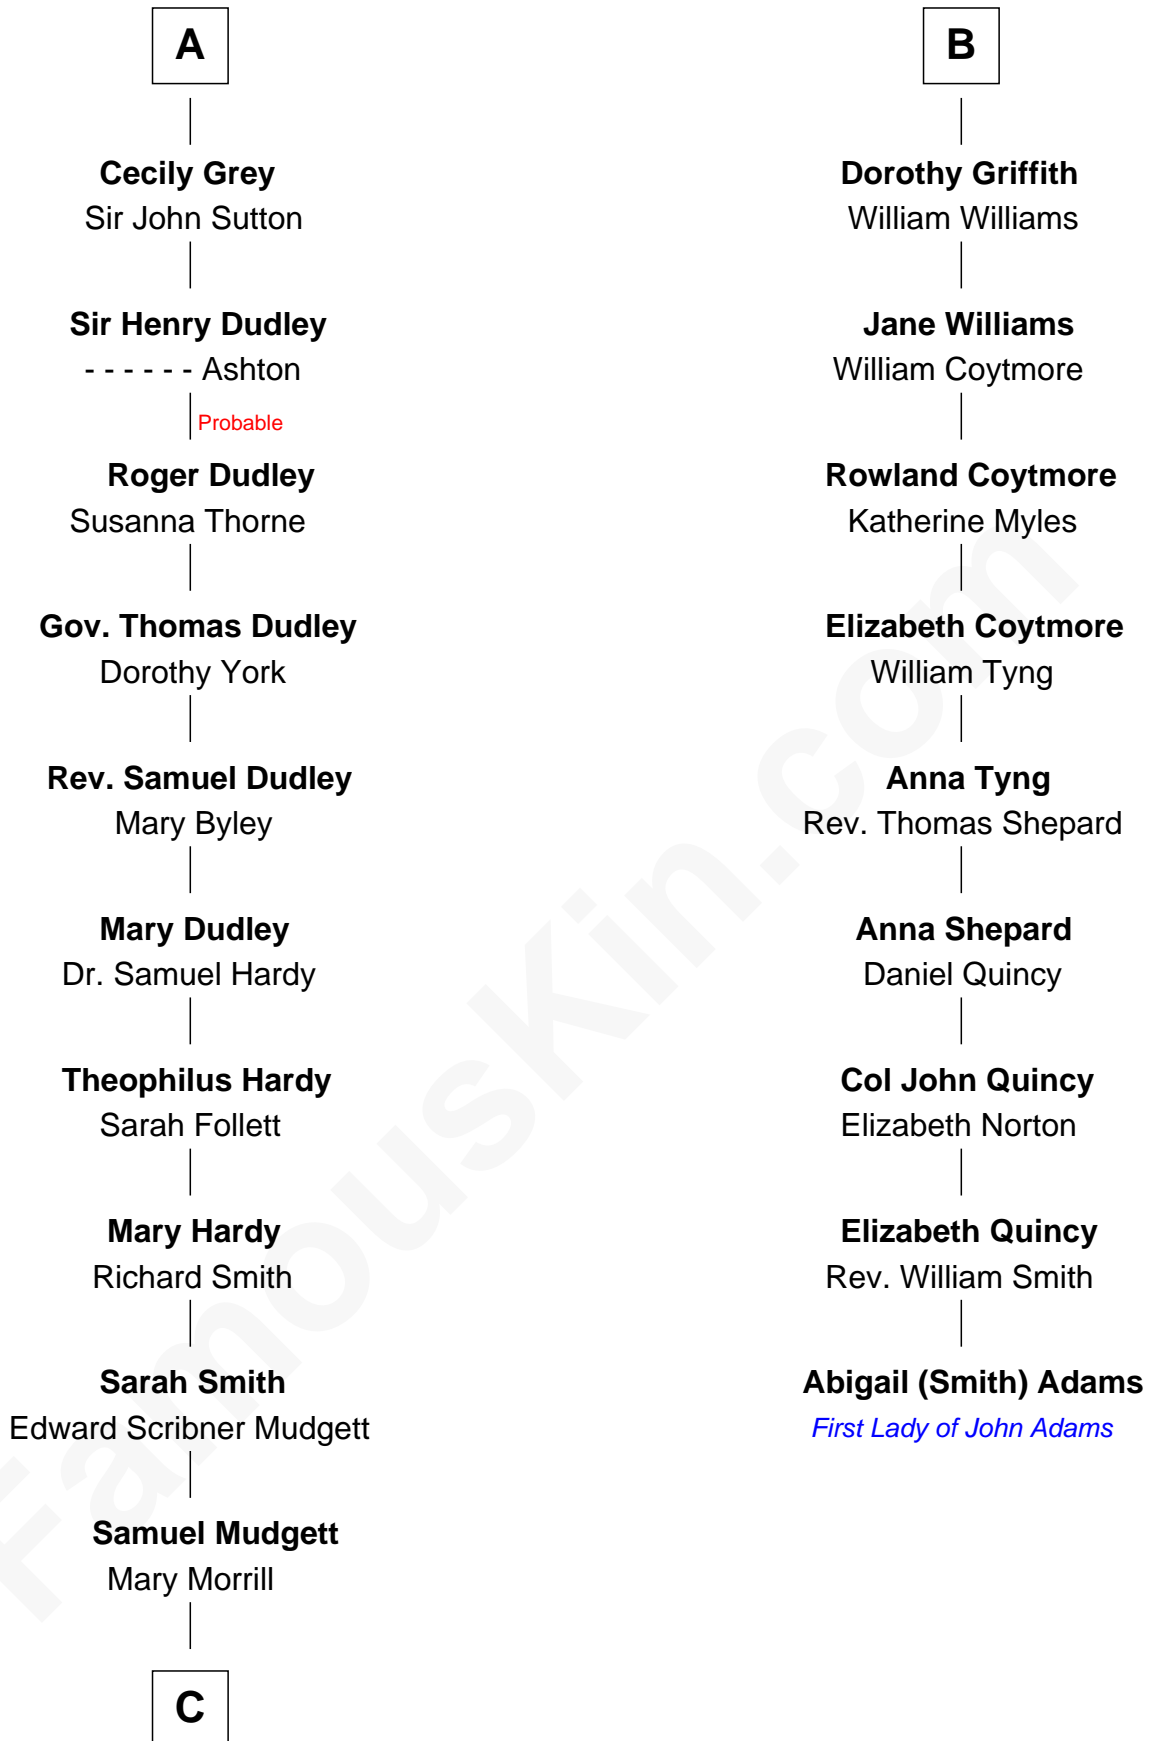 A
Cecily Grey
Sir John Sutton
Sir Henry Dudley
- - - - - - Ashton
Probable
Roger Dudley
Susanna Thorne
Gov. Thomas Dudley
Dorothy York
Rev. Samuel Dudley
Mary Byley
Mary Dudley
Dr. Samuel Hardy
Theophilus Hardy
Sarah Follett
Mary Hardy
Richard Smith
Sarah Smith
Edward Scribner Mudgett
Samuel Mudgett
Mary Morrill
C
B
Dorothy Griffith
William Williams
Jane Williams
William Coytmore
Rowland Coytmore
Katherine Myles
Elizabeth Coytmore
William Tyng
Anna Tyng
Rev. Thomas Shepard
Anna Shepard
Daniel Quincy
Col John Quincy
Elizabeth Norton
Elizabeth Quincy
Rev. William Smith
Abigail (Smith) Adams
First Lady of John Adams
FamousKin.com